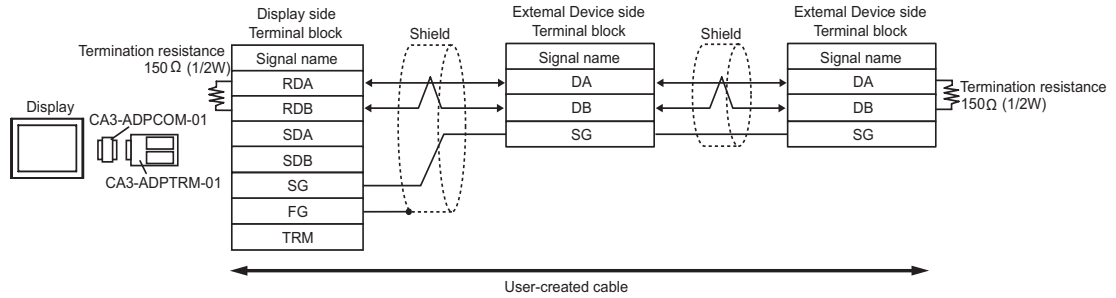 Display side
Terminal block
Shield
External Device side
Terminal block
Shield
External Device side
Terminal block
Termination resistance
150 Ω (1/2W)
Signal name
RDA
RDB
SDA
SDB
SG
FG
TRM
Signal name
DA
DB
SG
Signal name
DA
DB
SG
Termination resistance
150Ω (1/2W)
Display
CA3-ADPCOM-01
CA3-ADPTRM-01
User-created cable